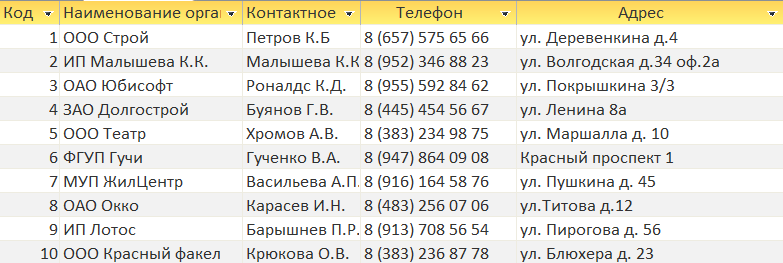 Код Наименование орган Контактное Телефон Адрес
1 ООО Строй Петров К.Б 8 (657) 575 65 66 ул. Деревенкина д.4
2 ИП Малышева К.К. Малышева К.К 8 (952) 346 88 23 ул. Волгодская д.34 оф.2а
3 ОАО Юбисофт Роналдс К.Д. 8 (955) 592 84 62 ул. Покрышкина 3/3
4 ЗАО Долгострой Буянов Г.В. 8 (445) 454 56 67 ул. Ленина 8а
5 ООО Театр Хромов А.В. 8 (383) 234 98 75 ул. Маршалла д. 10
6 ФГУП Гучи Гученко В.А. 8 (947) 864 09 08 Красный проспект 1
7 МУП ЖилЦентр Васильева А.П. 8 (916) 164 58 76 ул. Пушкина д. 45
8 ОАО Окко Карасев И.Н. 8 (483) 256 07 06 ул.Титова д.12
9 ИП Лотос Барышнев П.Р. 8 (913) 708 56 54 ул. Пирогова д. 56
10 ООО Красный факел Крюкова О.В. 8 (383) 236 87 78 ул. Блюхера д. 23